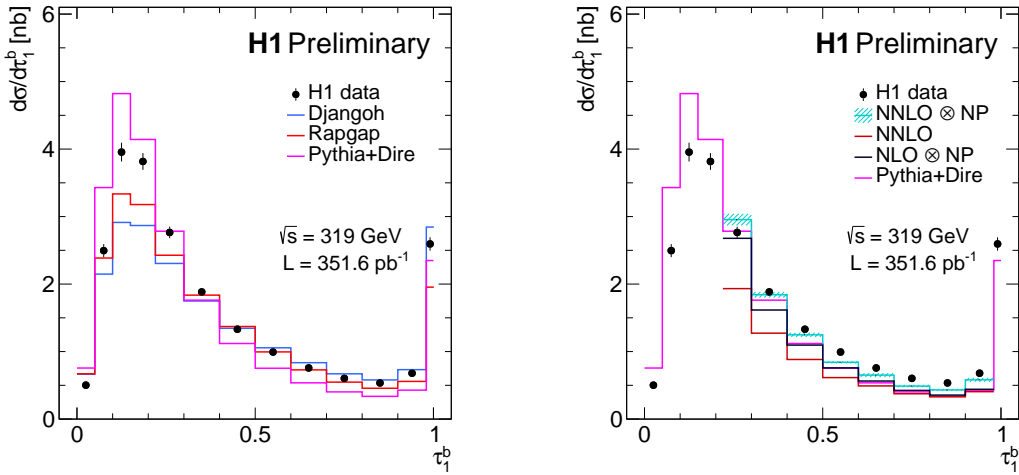 H1 Preliminary
dσ/dτ₁ᵇ [nb]
6
4
2
0
H1 data
Djangoh
Rapgap
Pythia+Dire
√s = 319 GeV
L = 351.6 pb⁻¹
0
0.5
1
τ₁ᵇ
H1 Preliminary
dσ/dτ₁ᵇ [nb]
6
4
2
0
H1 data
NNLO ⊗ NP
NNLO
NLO ⊗ NP
Pythia+Dire
√s = 319 GeV
L = 351.6 pb⁻¹
0
0.5
1
τ₁ᵇ